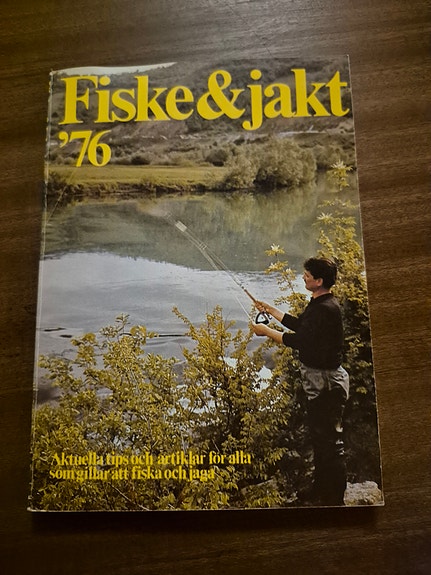 Fiske & jakt
'76
Aktuella tips och artiklar för alla
som gillar att fiska och jaga